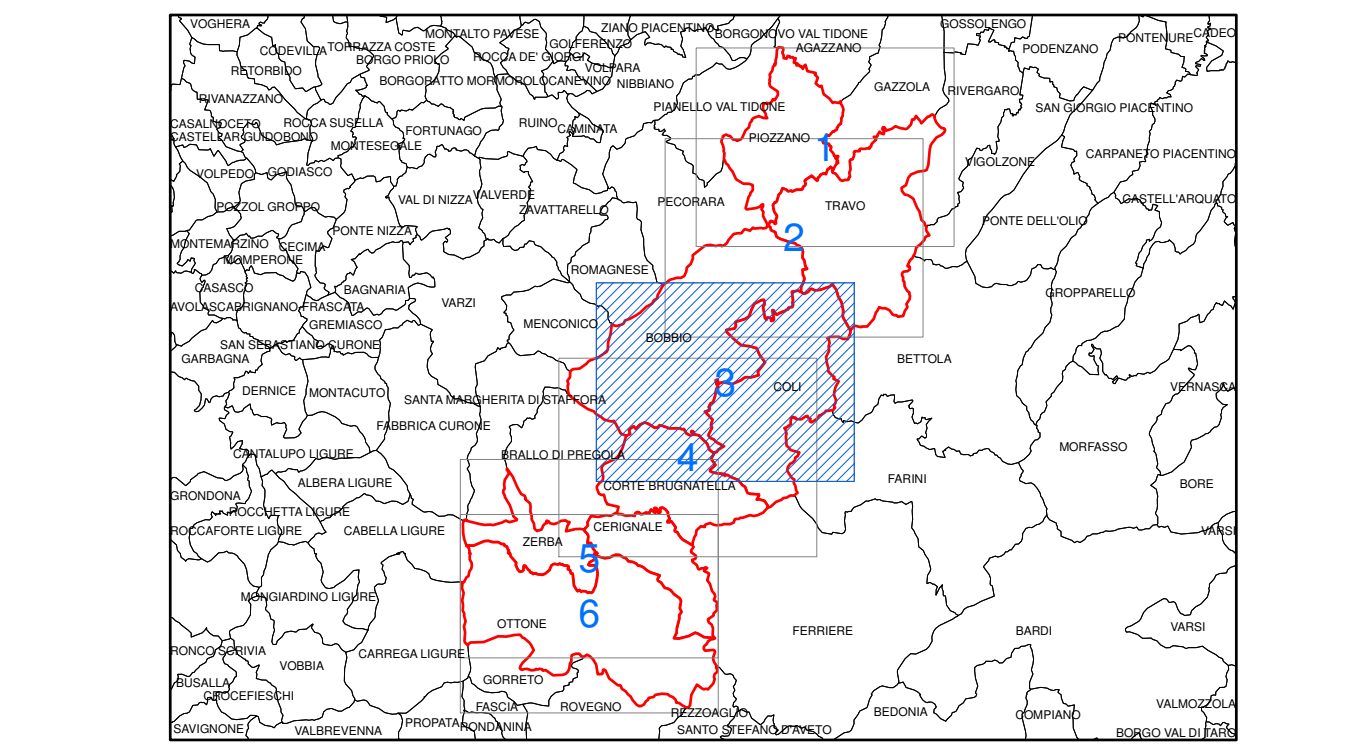 VOGHERA
MONTALTO PAVESE
ZIANO PIACENTINO
BORGONOVO VAL TIDONE
GOSSOLENGO
CADEO
PONTENURE
CODEVILLA
TORRAZZA COSTE
GOLFERENZO
AGAZZANO
PODENZANO
BORGO PRIOLO
ROCCA DE' GIORGI
RETORBIDO
VOLPARA
BORGORATTO MORMOROLO
CANEVINO
NIBBIANO
GAZZOLA
RIVERGARO
RIVANAZZANO
PIANELLO VAL TIDONE
SAN GIORGIO PIACENTINO
CASALNOCETO
ROCCA SUSELLA
RUINO
CAMINATA
FORTUNAGO
CASTELLAR GUIDOBONO
PIOZZANO
1
MONTESEGALE
CARPANETO PIACENTINO
VIGOLZONE
VOLPEDO
GODIASCO
VAL DI NIZZA
VALVERDE
PECORARA
TRAVO
CASTELL'ARQUATO
POZZOL GROPPO
ZAVATTARELLO
PONTE DELL'OLIO
PONTE NIZZA
2
MONTEMARZINO
CECIMA
MOMPERONE
ROMAGNESE
CASASCO
BAGNARIA
GROPPARELLO
AVOLASCA
BRIGNANO-FRASCATA
VARZI
GREMIASCO
MENCONICO
BOBBIO
SAN SEBASTIANO CURONE
GARBAGNA
BETTOLA
DERNICE
MONTACUTO
3
COLI
VERNASCA
SANTA MARGHERITA DI STAFFORA
FABBRICA CURONE
MORFASSO
CANTALUPO LIGURE
BRALLO DI PREGOLA
4
ALBERA LIGURE
CORTE BRUGNATELLA
FARINI
BORE
GRONDONA
ROCCHETTA LIGURE
ROCCAFORTE LIGURE
CABELLA LIGURE
CERIGNALE
VARSI
ZERBA
5
MONGIARDINO LIGURE
6
OTTONE
FERRIERE
BARDI
VARSI
RONCO SCRIVIA
CARREGA LIGURE
VOBBIA
BUSALLA
GORRETO
CROCEFIESCHI
FASCIA
ROVEGNO
REZZOAGLIO
BEDONIA
COMPIANO
VALMOZZOLA
SAVIGNONE
VALBREVENNA
PROPATA
RONDANINA
SANTO STEFANO D'AVETO
BORGO VAL DI TARO